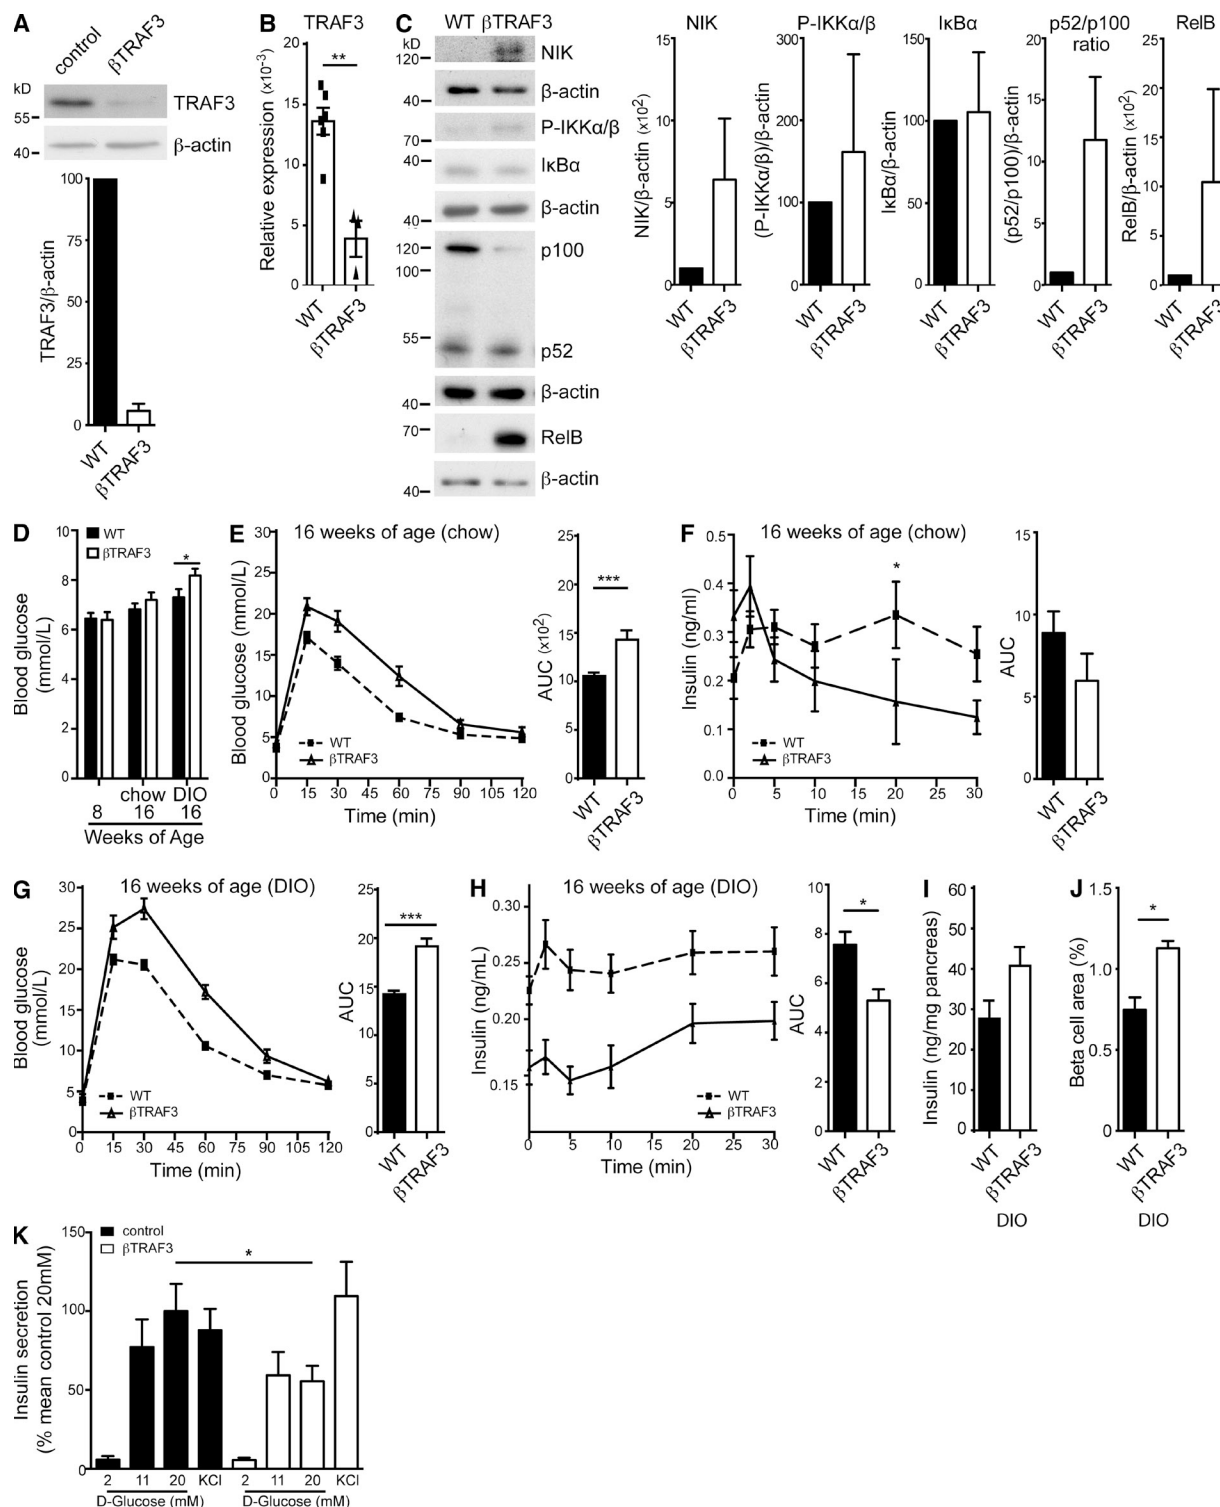 A
control
βTRAF3
kD
TRAF3
55
β-actin
40
100
75
50
25
0
TRAF3/β-actin
WT
βTRAF3
B
TRAF3
20
**
15
10
5
0
Relative expression (x10-3)
WT
βTRAF3
C
WT βTRAF3
kD
NIK
120
β-actin
40
P-IKKα/β
70
40
IκBα
β-actin
40
120
p100
100
55
p52
β-actin
40
70
RelB
β-actin
40
NIK
15
10
5
0
NIK/β-actin (x102)
WT
βTRAF3
P-IKKα/β
300
200
100
0
(P-IKKα/β)/β-actin
WT
βTRAF3
IκBα
150
100
50
0
IκBα/β-actin
WT
βTRAF3
p52/p100
ratio
20
15
10
5
0
(p52/p100)/β-actin
WT
βTRAF3
RelB
25
20
15
10
5
0
RelB/β-actin (x102)
WT
βTRAF3
D
WT
βTRAF3
10
8
6
4
2
0
*
Blood glucose
(mmol/L)
chow DIO
8 16 16
Weeks of Age
E
16 weeks of age (chow)
30
25
20
15
10
5
0
Blood glucose (mmol/L)
WT
βTRAF3
0 15 30 45 60 75 90 105 120
Time (min)
25
20
15
10
5
0
***
AUC (x102)
WT
βTRAF3
F
16 weeks of age (chow)
0.5
0.4
0.3
0.2
0.1
0.0
*
Insulin (ng/ml)
WT
βTRAF3
0 5 10 15 20 25 30
Time (min)
15
10
5
0
AUC
WT
βTRAF3
G
16 weeks of age (DIO)
30
25
20
15
10
5
0
Blood glucose
(mmol/L)
WT
βTRAF3
0 15 30 45 60 75 90 105 120
Time (min)
25
20
15
10
5
0
***
AUC
WT
βTRAF3
H
16 weeks of age (DIO)
0.30
0.25
0.20
0.15
Insulin (ng/mL)
WT
βTRAF3
0 5 10 15 20 25 30
Time (min)
10
8
6
4
2
0
*
AUC
WT
βTRAF3
I
60
50
40
30
20
10
0
Insulin (ng/mg pancreas)
WT
βTRAF3
DIO
J
1.5
1.0
0.5
0
*
Beta cell area (%)
WT
βTRAF3
DIO
K
control
βTRAF3
150
100
50
0
*
Insulin secretion
(% mean control 20mM)
2 11 20 KCl 2 11 20 KCl
D-Glucose (mM) D-Glucose (mM)